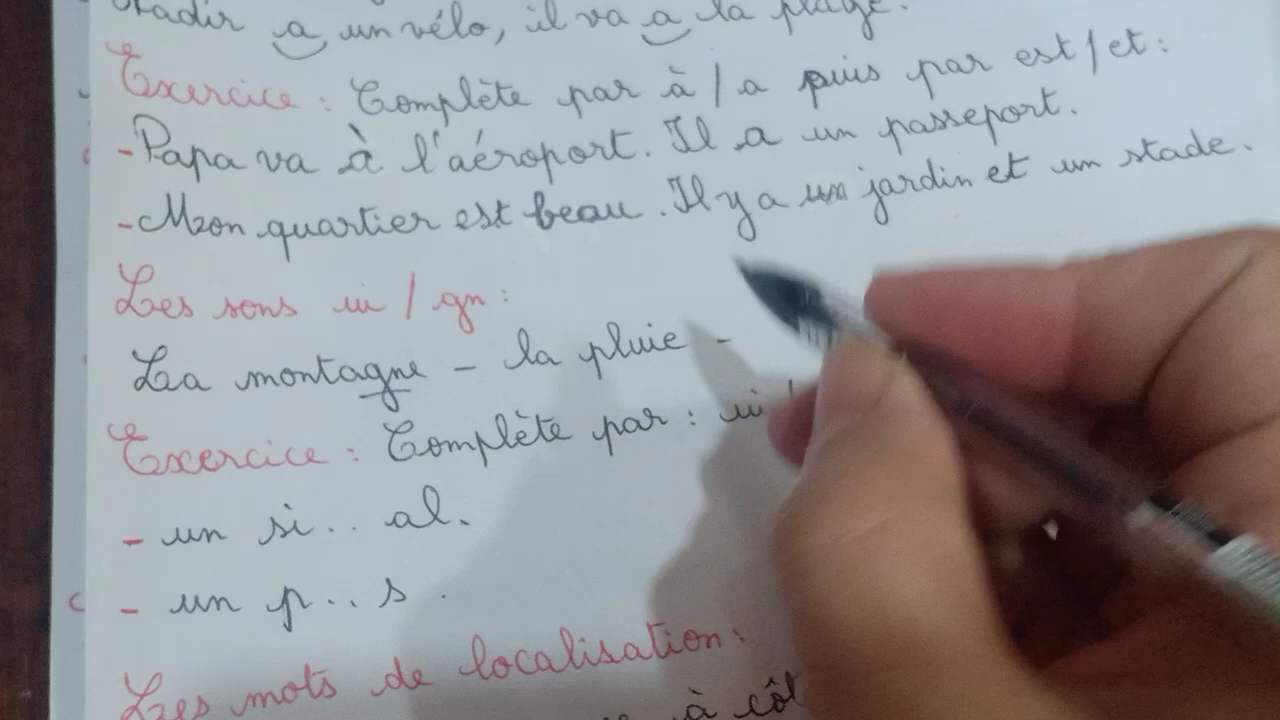 a un vélo, il va a la plage.
Exercice : Complète par à / a puis par est/et :
- Papa va à l'aéroport. Il a un passeport.
- Mon quartier est beau. Il y a un jardin et un stade.
Les sons ui / gn :
La montagne - la pluie -
Exercice : Complète par : ui /
- un si.. al.
- un p..s.
Les mots de localisation :
à côt